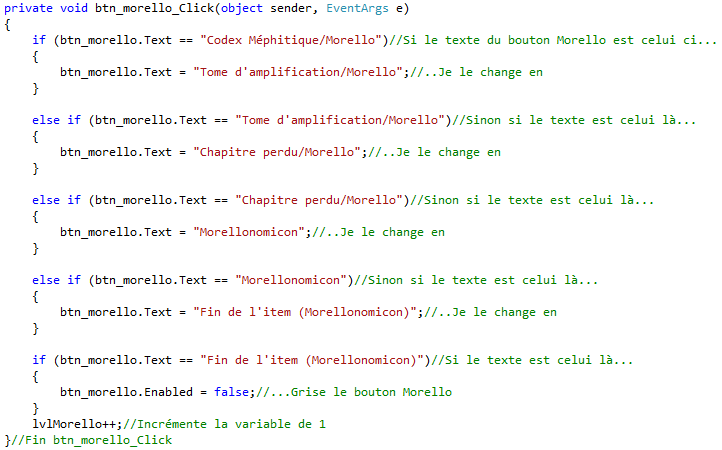 private void btn_morello_Click(object sender, EventArgs e)
{
if (btn_morello.Text == "Codex Méphitique/Morello")//Si le texte du bouton Morello est celui ci...
{
btn_morello.Text = "Tome d'amplification/Morello";//..Je le change en
}
else if (btn_morello.Text == "Tome d'amplification/Morello")//Sinon si le texte est celui là...
{
btn_morello.Text = "Chapitre perdu/Morello";//..Je le change en
}
else if (btn_morello.Text == "Chapitre perdu/Morello")//Sinon si le texte est celui là...
{
btn_morello.Text = "Morellonomicon";//..Je le change en
}
else if (btn_morello.Text == "Morellonomicon")//Sinon si le texte est celui là...
{
btn_morello.Text = "Fin de l'item (Morellonomicon)";//..Je le change en
}
if (btn_morello.Text == "Fin de l'item (Morellonomicon)")//Si le texte est celui là...
{
btn_morello.Enabled = false;//...Grise le bouton Morello
}
lvlMorello++;//Incrémente la variable de 1
}//Fin btn_morello_Click